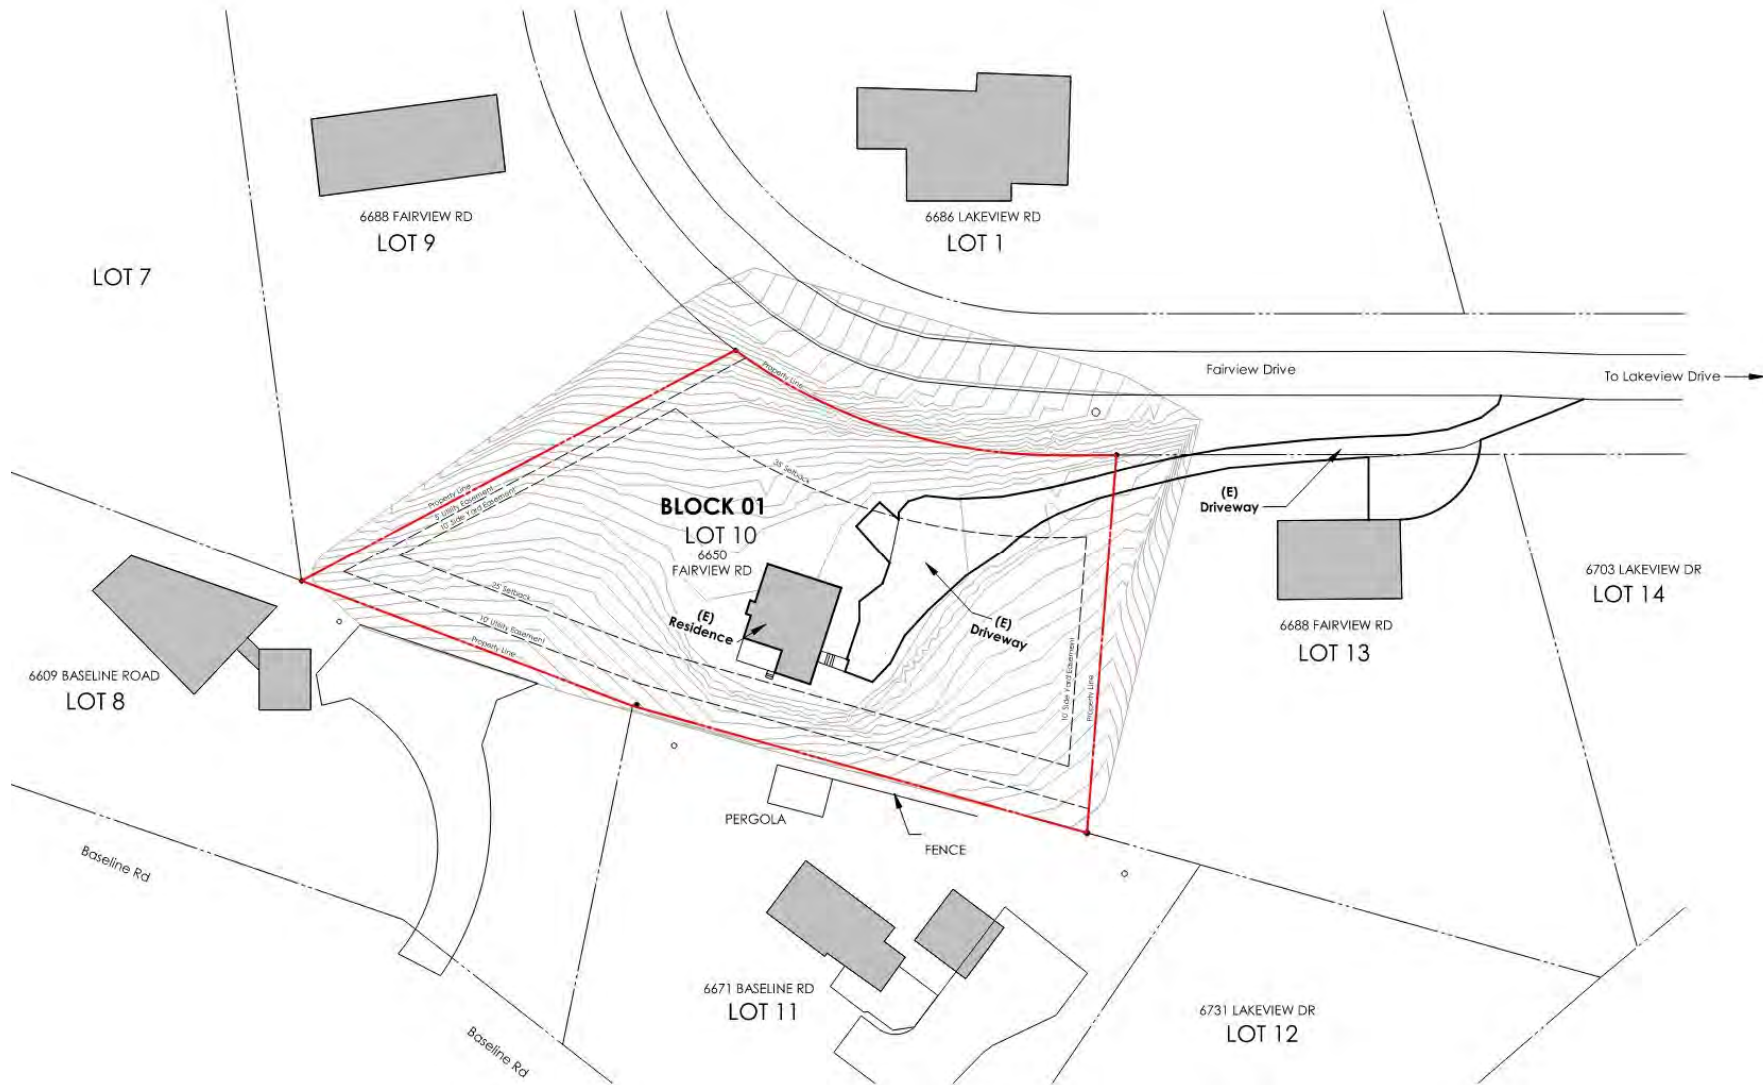 6688 FAIRVIEW RD
LOT 9
6686 LAKEVIEW RD
LOT 1
LOT 7
Property Line
Fairview Drive
To Lakeview Drive
35' Setback
Property Line
5' Utility Easement
10' Side Yard Easement
BLOCK 01
LOT 10
6650
FAIRVIEW RD
(E)
Driveway
25' Setback
10' Utility Easement
Property Line
(E)
Residence
(E)
Driveway
10' Side Yard Easement
Property Line
6703 LAKEVIEW DR
LOT 14
6688 FAIRVIEW RD
LOT 13
6609 BASELINE ROAD
LOT 8
PERGOLA
FENCE
Baseline Rd
6671 BASELINE RD
LOT 11
6731 LAKEVIEW DR
LOT 12
Baseline Rd